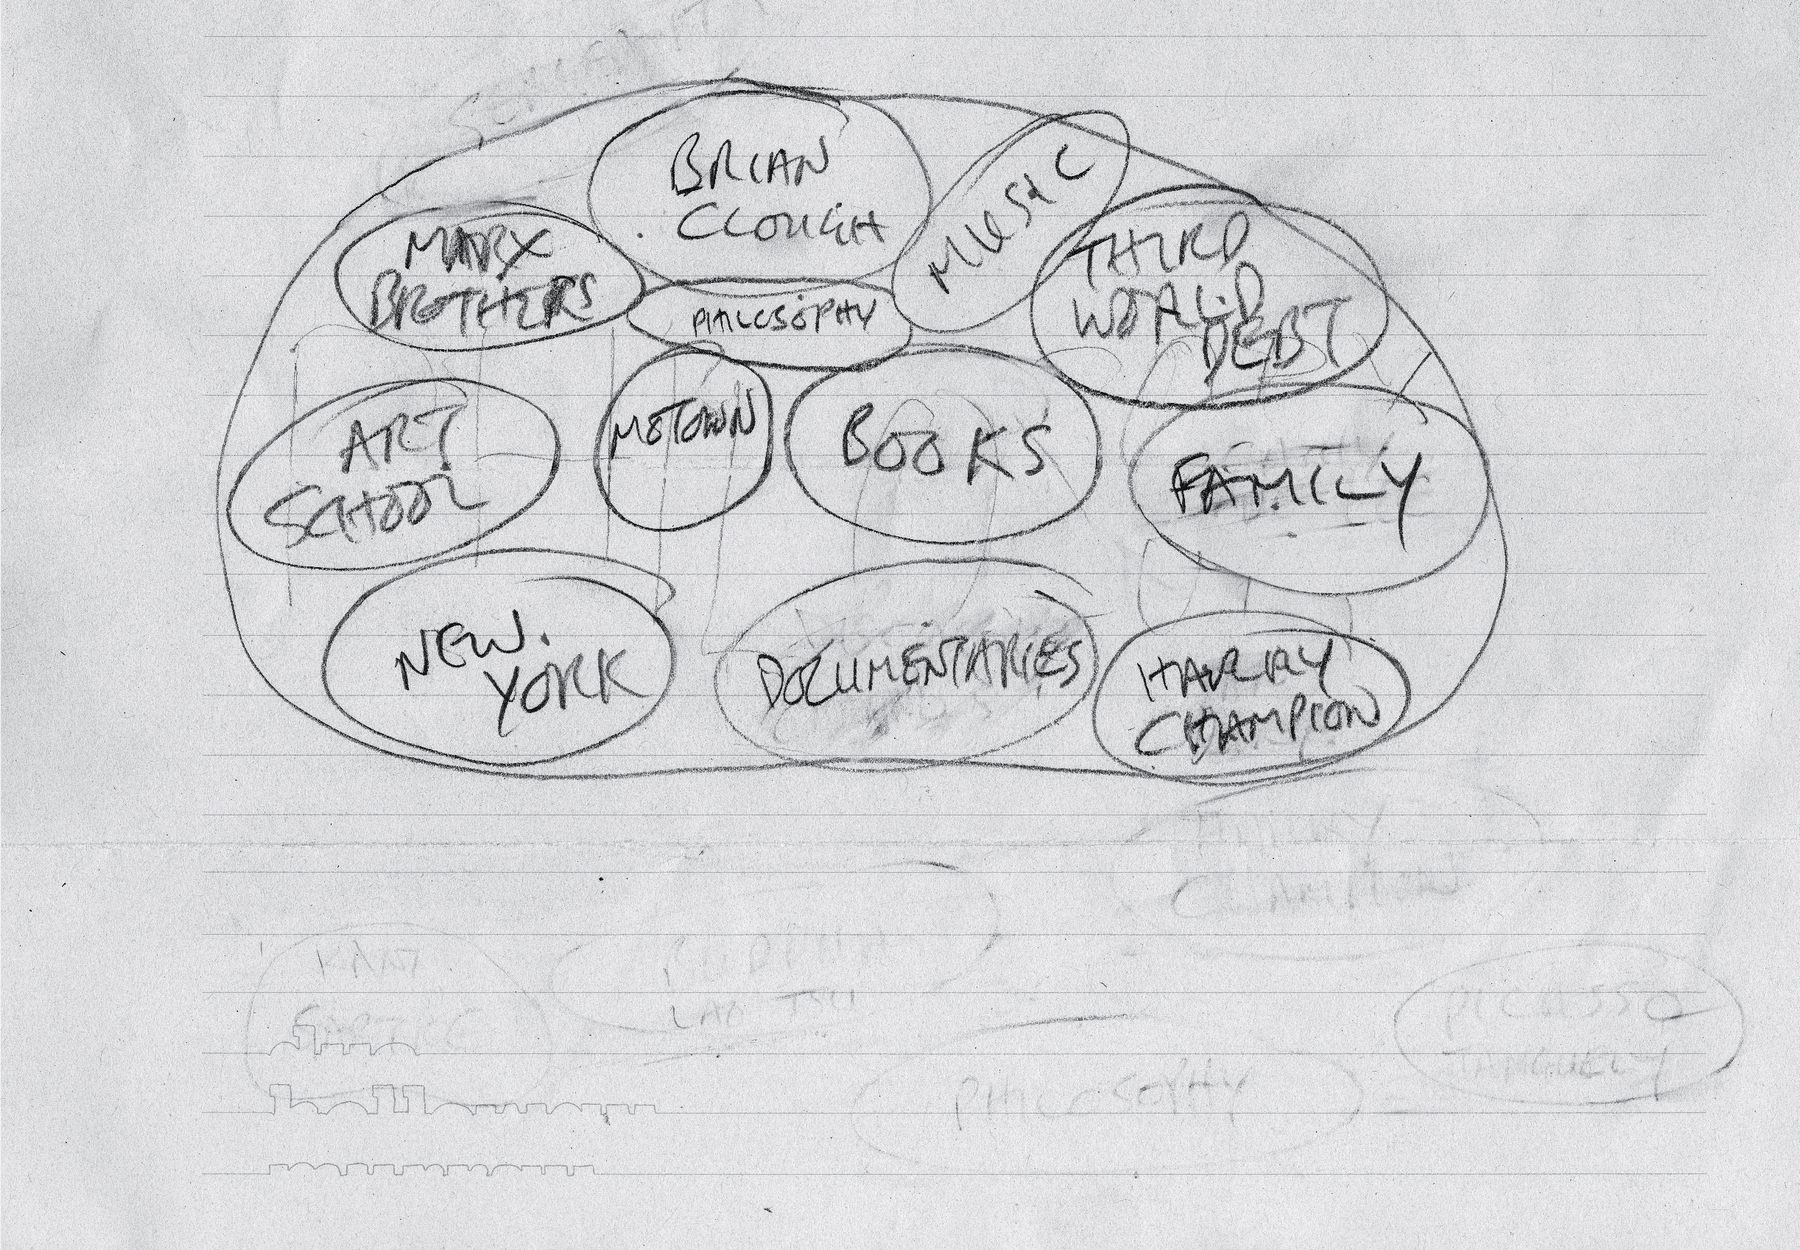 BRIAN
CLOUGH
MUSIC
MARX
BROTHERS
THIRD
WORLD
DEBT
PHILOSOPHY
ART
SCHOOL
MOTOWN
BOOKS
FAMILY
NEW.
YORK
DOCUMENTARIES
HARRY
CHAMPION
HARRY
CHAMPION
BUDDHA
LAO TSU
KANT
SARTRE
PICASSO
TINGUELY
PHILOSOPHY